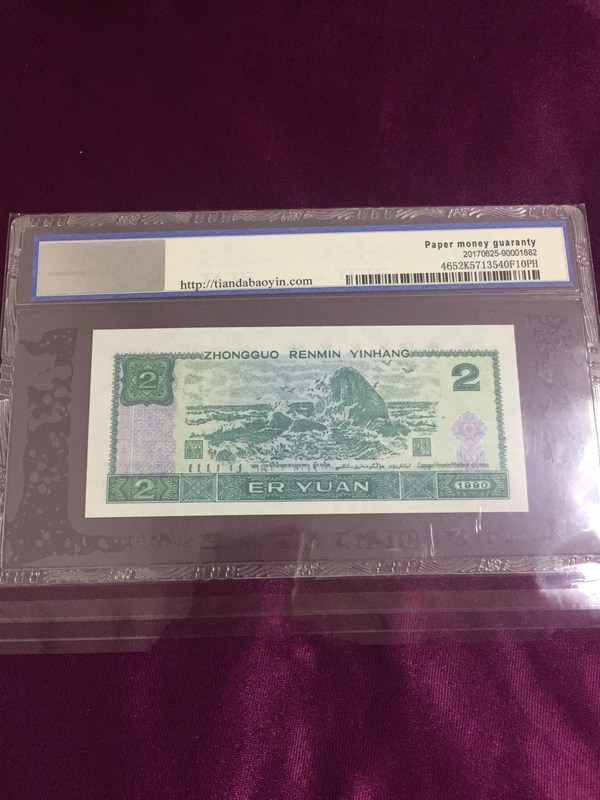 Paper money guaranty
20170625-90001882
http://tiandabaoyin.com
4652K5713540F10PH
ZHONGGUO RENMIN YINHANG
2
2
2
ER YUAN
1990